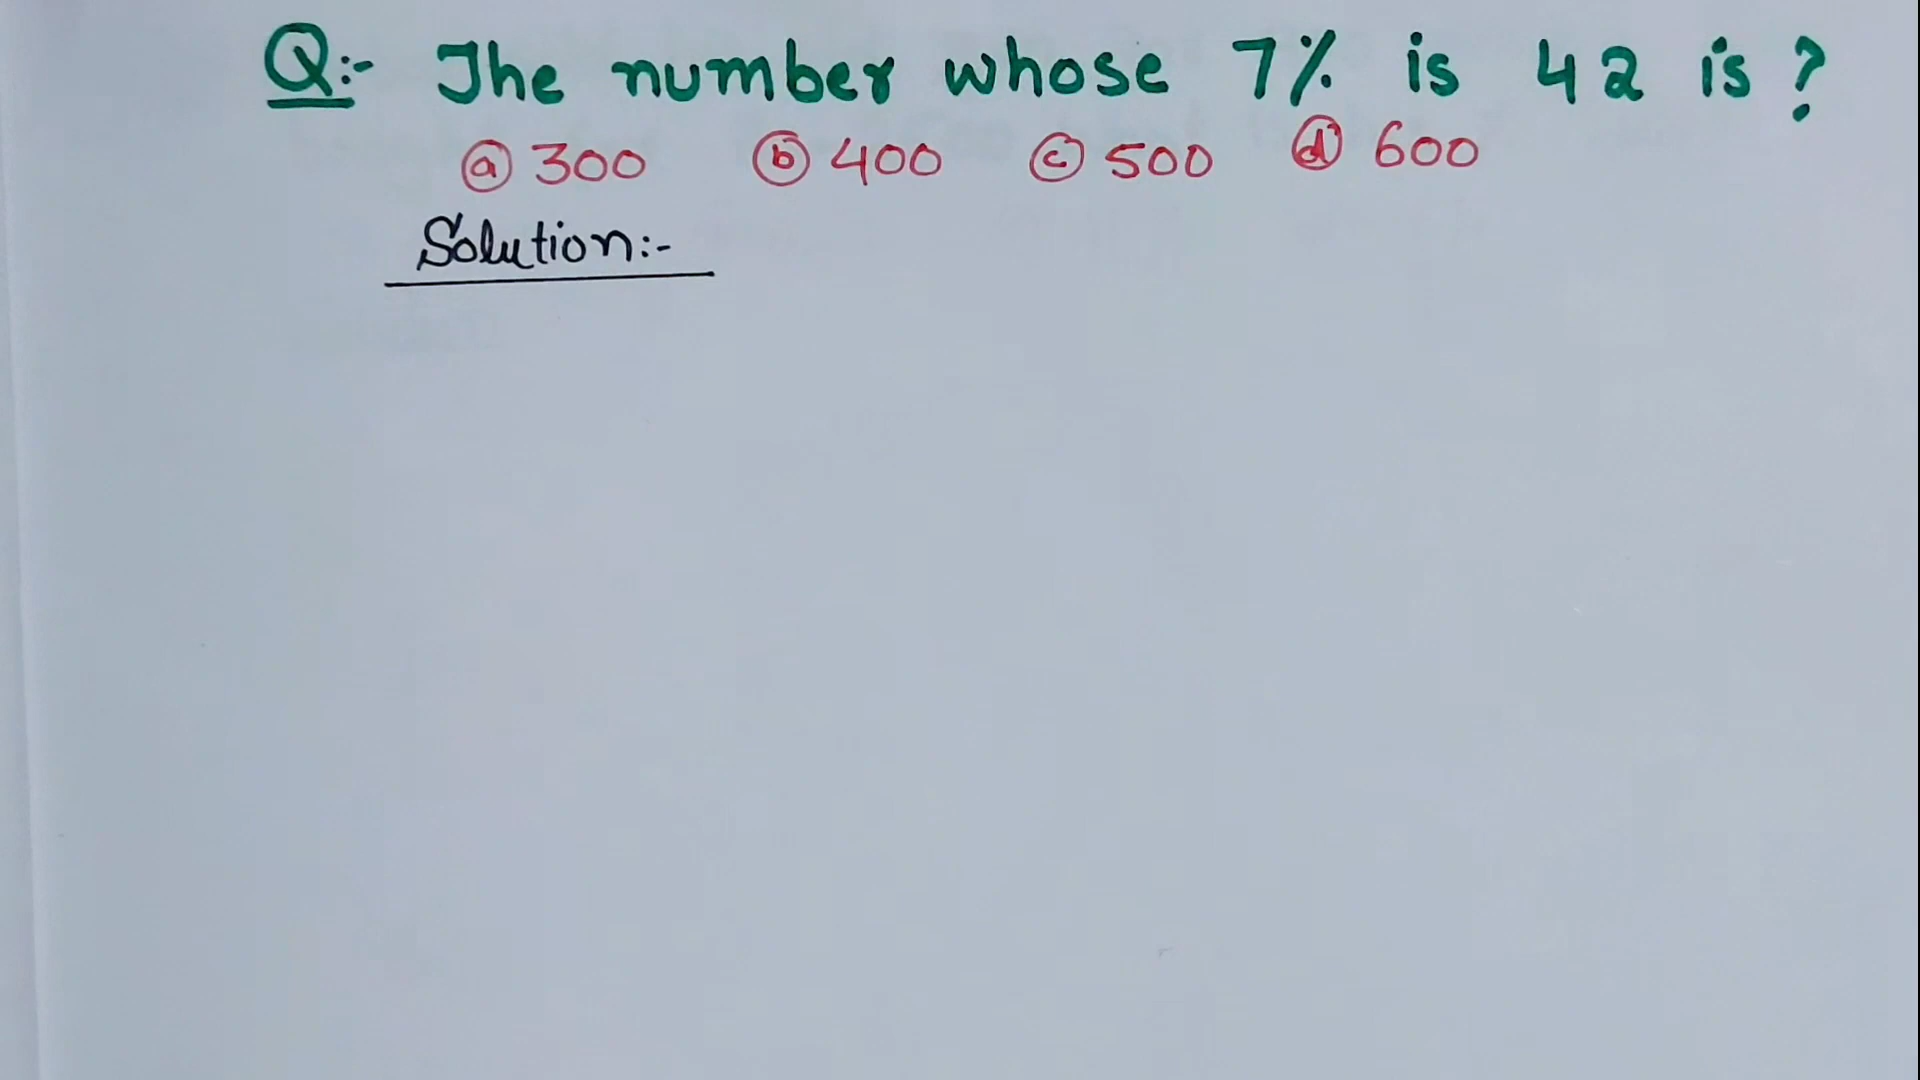 Q:- The number whose 7% is 42 is ?
(a) 300 (b) 400 (c) 500 (d) 600
Solution:-